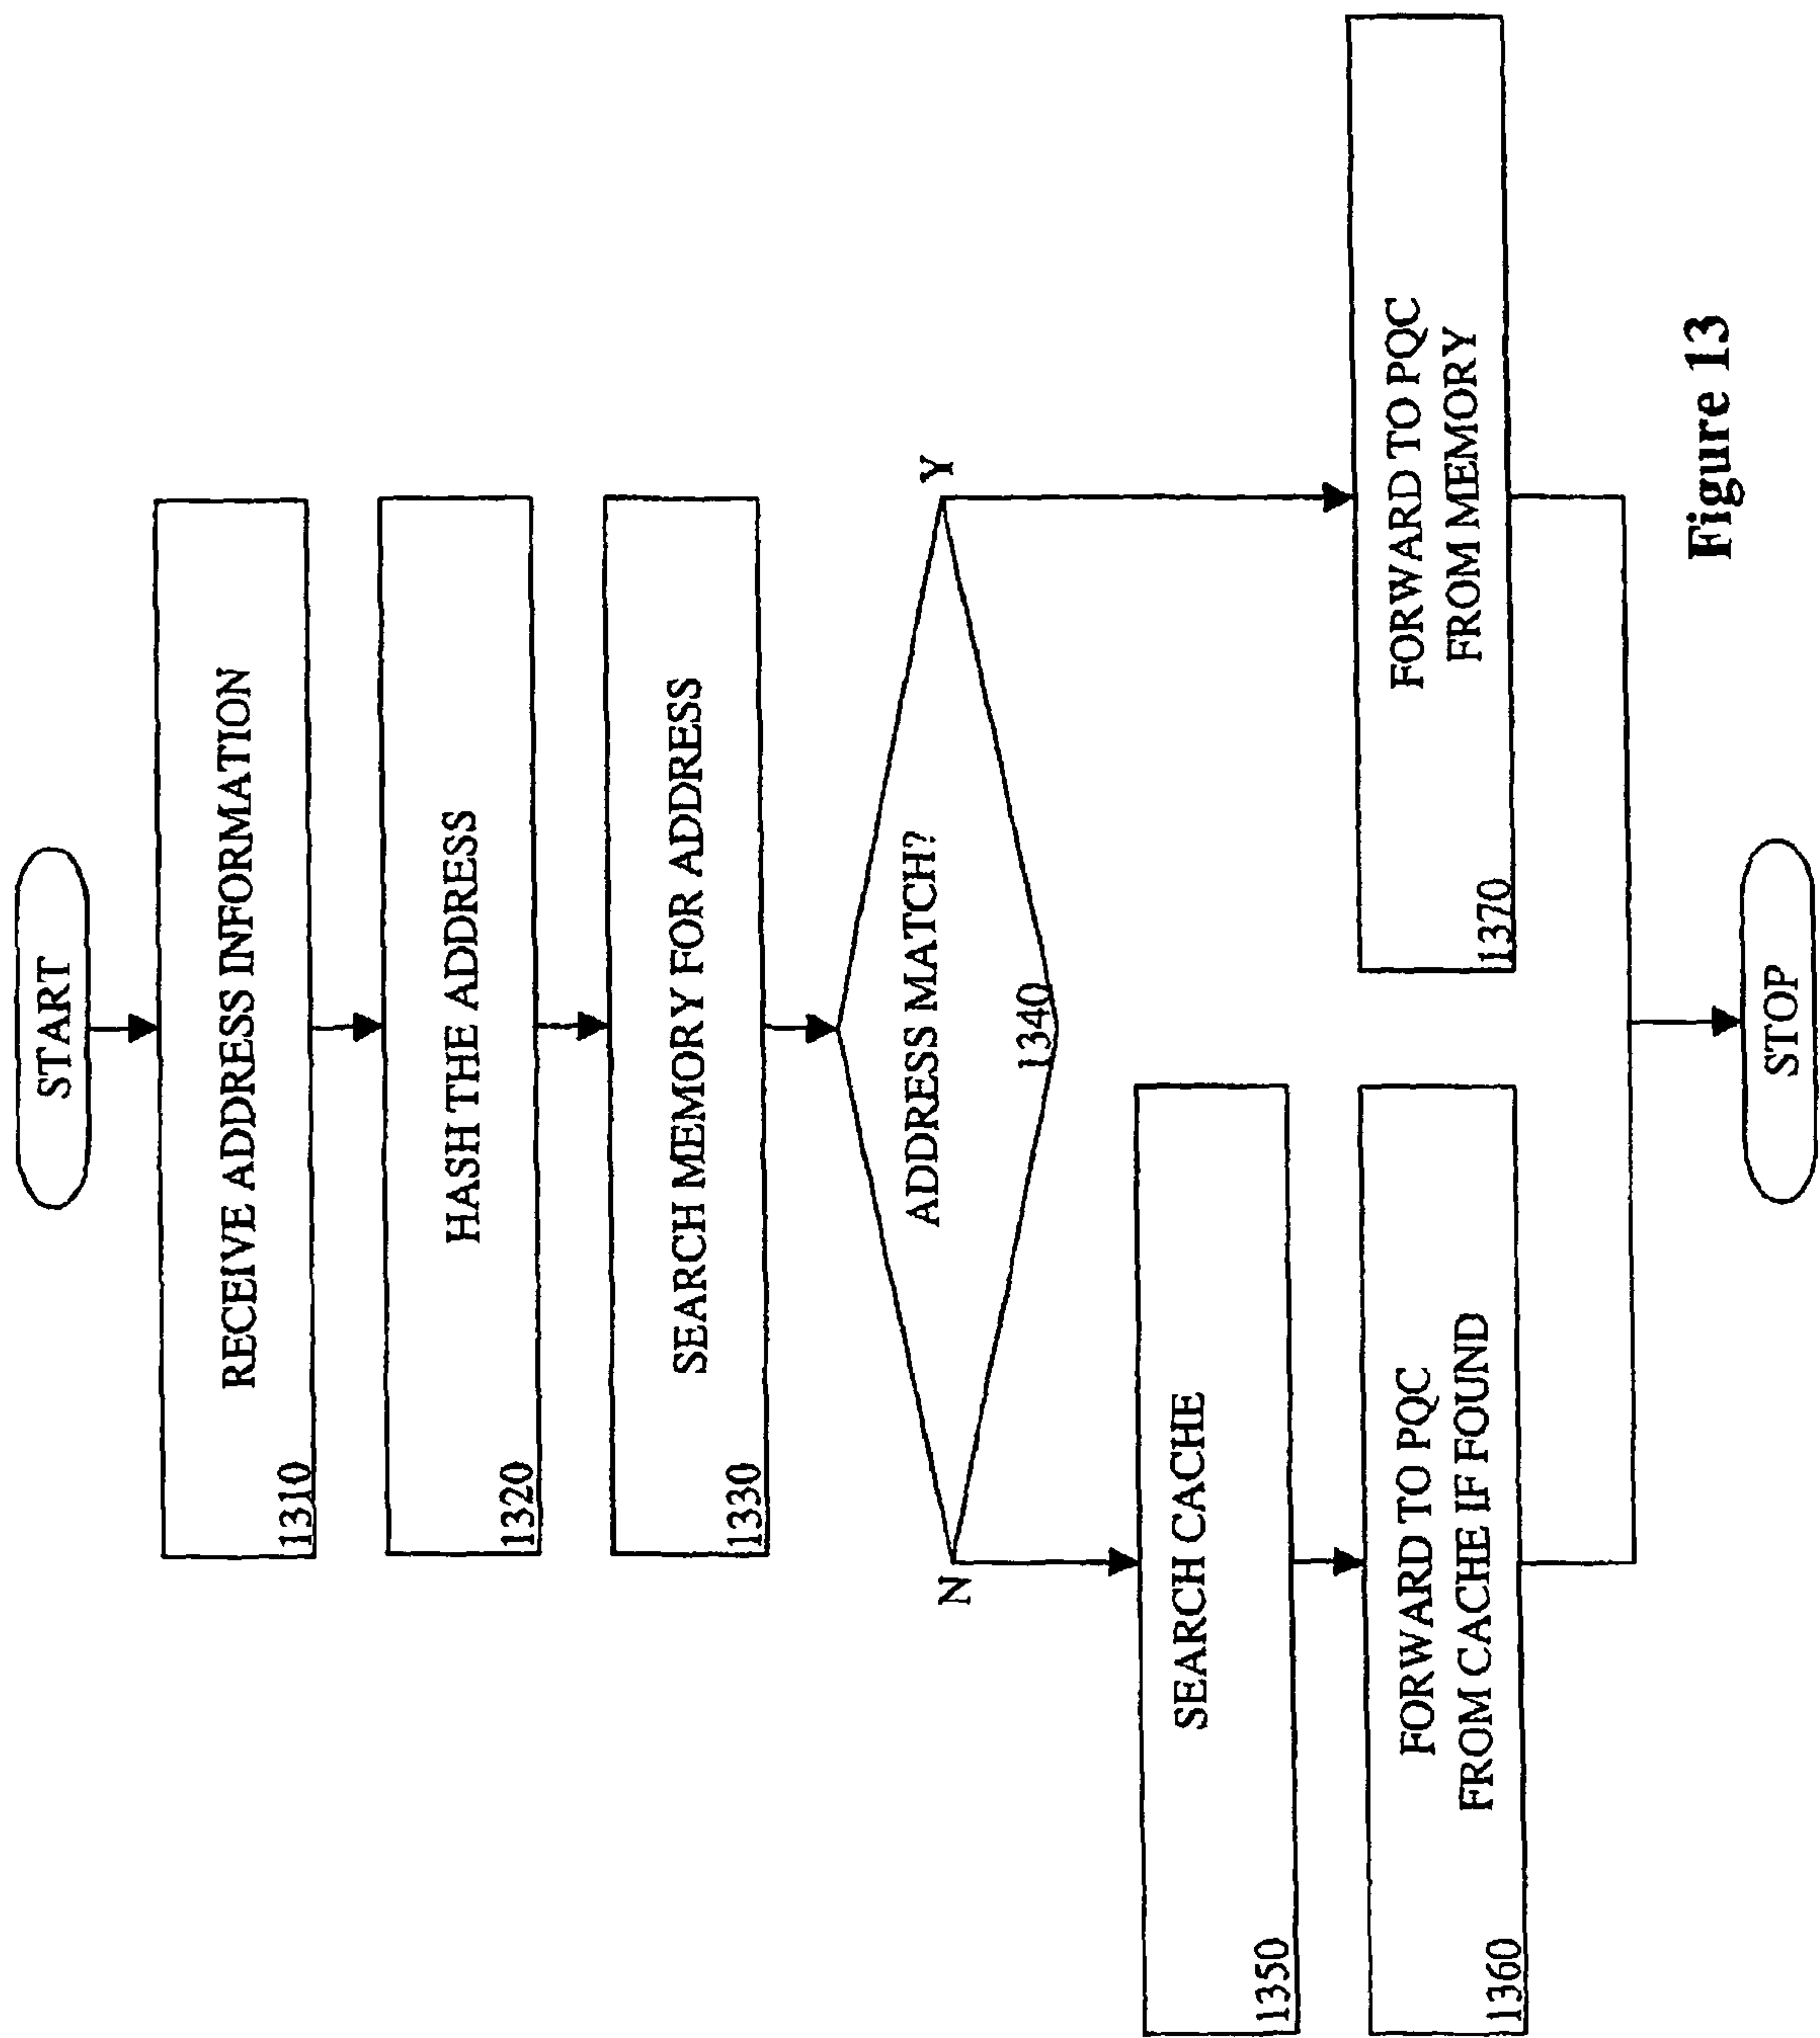 START
RECEIVE ADDRESS INFORMATION
1310
HASH THE ADDRESS
1320
SEARCH MEMORY FOR ADDRESS
1330
ADDRESS MATCH?
1340
N
Y
SEARCH CACHE
1350
FORWARD TO PQC
FROM CACHE IF FOUND
1360
FORWARD TO PQC
FROM MEMORY
1370
STOP
Figure 13